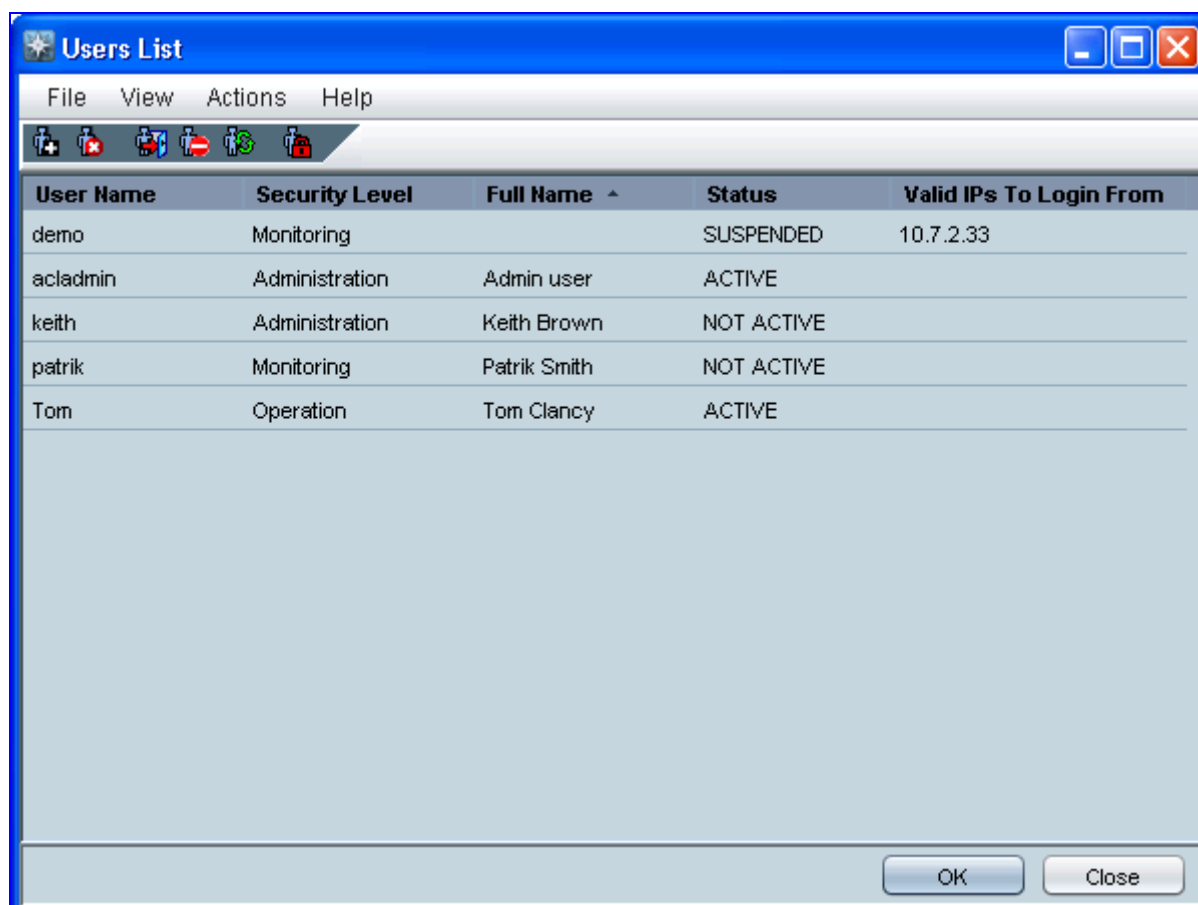 Users List
File View Actions Help
User Name Security Level Full Name Status Valid IPs To Login From
demo Monitoring SUSPENDED 10.7.2.33
acladmin Administration Admin user ACTIVE
keith Administration Keith Brown NOT ACTIVE
patrik Monitoring Patrik Smith NOT ACTIVE
Tom Operation Tom Clancy ACTIVE
OK Close